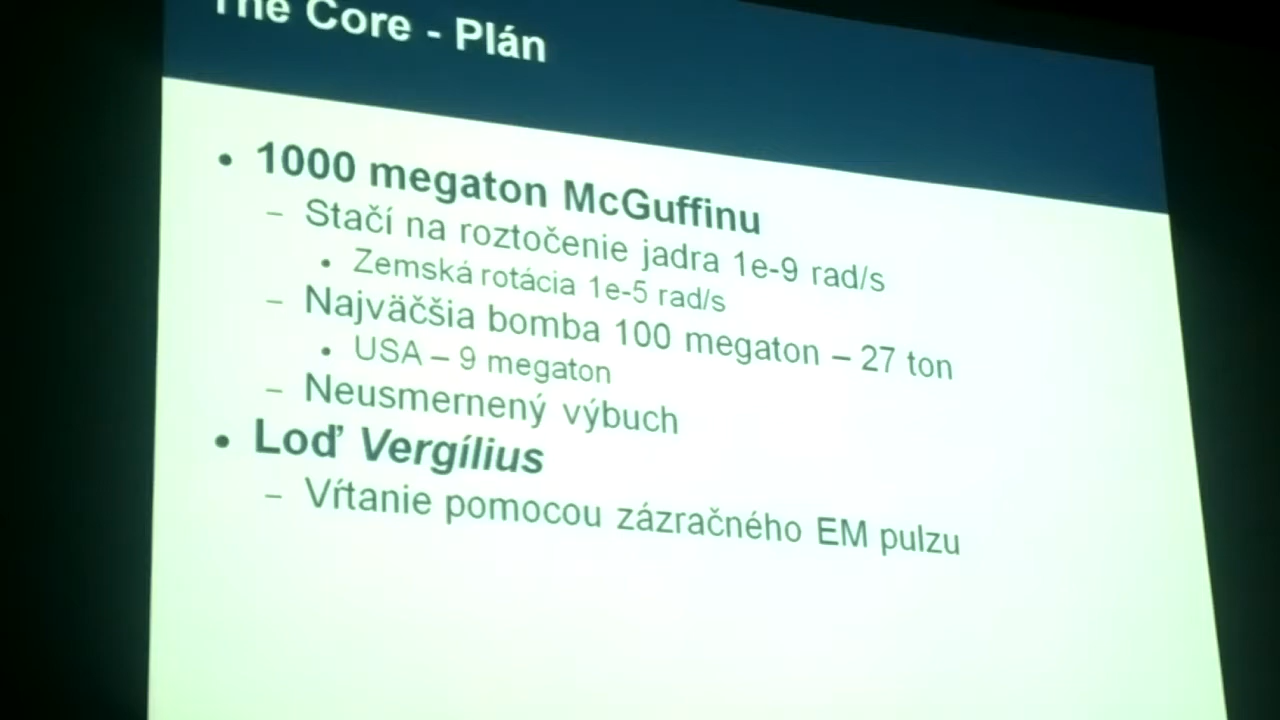 The Core - Plán
• 1000 megaton McGuffinu
– Stačí na roztočenie jadra 1e-9 rad/s
• Zemská rotácia 1e-5 rad/s
– Najväčšia bomba 100 megaton – 27 ton
• USA – 9 megaton
– Neusmernený výbuch
• Loď Vergílius
– Vŕtanie pomocou zázračného EM pulzu